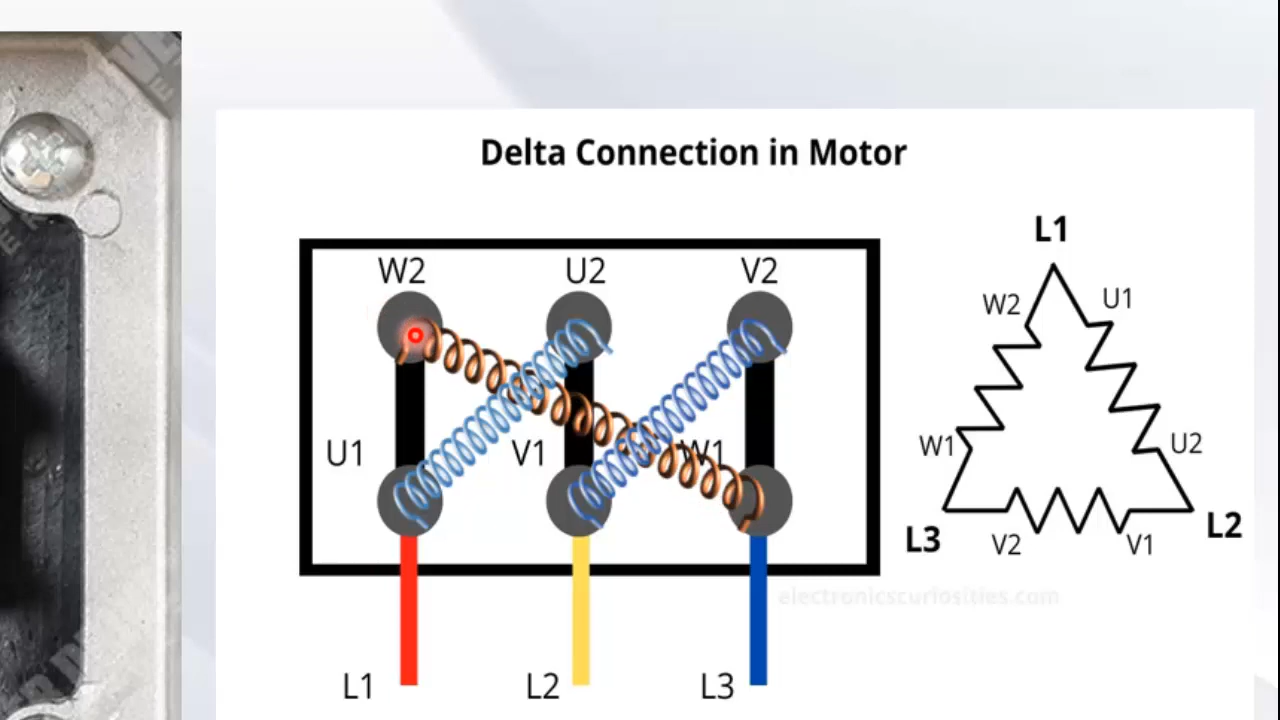 Delta Connection in Motor
W2 U2 V2
U1 V1 W1
L1 L2 L3
L1
W2 U1
W1 U2
L3 V2 V1 L2
electronicscuriosities.com